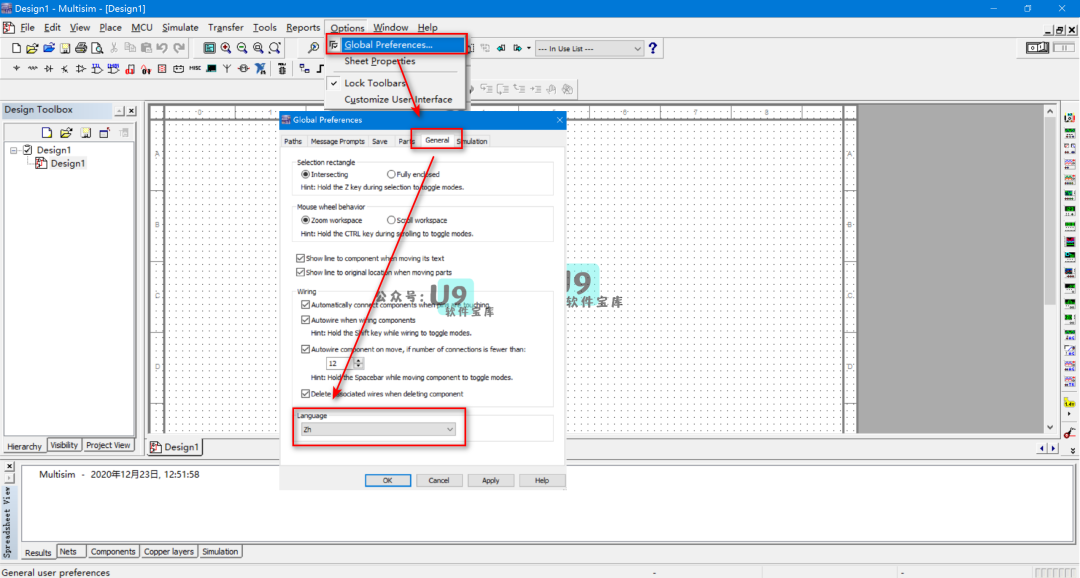 Design1 - Multisim - [Design1]
File Edit View Place MCU Simulate Transfer Tools Reports Options Window Help
--- In Use List ---
Global Preferences...
Sheet Properties
Lock Toolbars
Customize User Interface
Design Toolbox
Design1
Design1
Hierarchy Visibility Project View
Design1
Global Preferences
Paths Message Prompts Save Parts General Simulation
Selection rectangle
Intersecting Fully enclosed
Hint: Hold the Z key during selection to toggle modes.
Mouse wheel behavior
Zoom workspace Scroll workspace
Hint: Hold the CTRL key during scrolling to toggle modes.
Show line to component when moving its text
Show line to original location when moving parts
Wiring
Automatically connect components when pins are touching
Autowire when wiring components
Hint: Hold the Shift key while wiring to toggle modes.
Autowire component on move, if number of connections is fewer than:
12
Hint: Hold the Spacebar while moving component to toggle modes.
Delete associated wires when deleting component
Language
Zh
OK Cancel Apply Help
公众号: U9
软件宝库
U9
软件宝库
Multisim - 2020年12月23日, 12:51:58
Spreadsheet View
Results Nets Components Copper layers Simulation
General user preferences